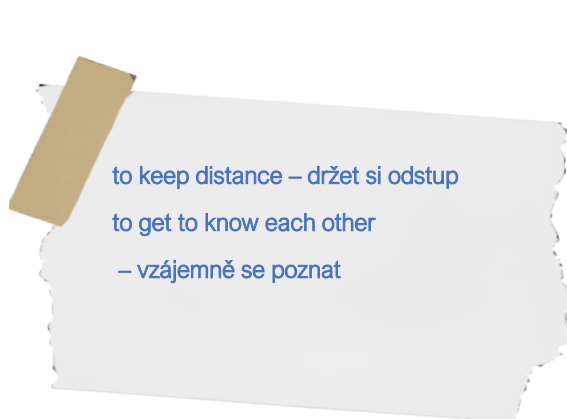 to keep distance – držet si odstup
to get to know each other
– vzájemně se poznat